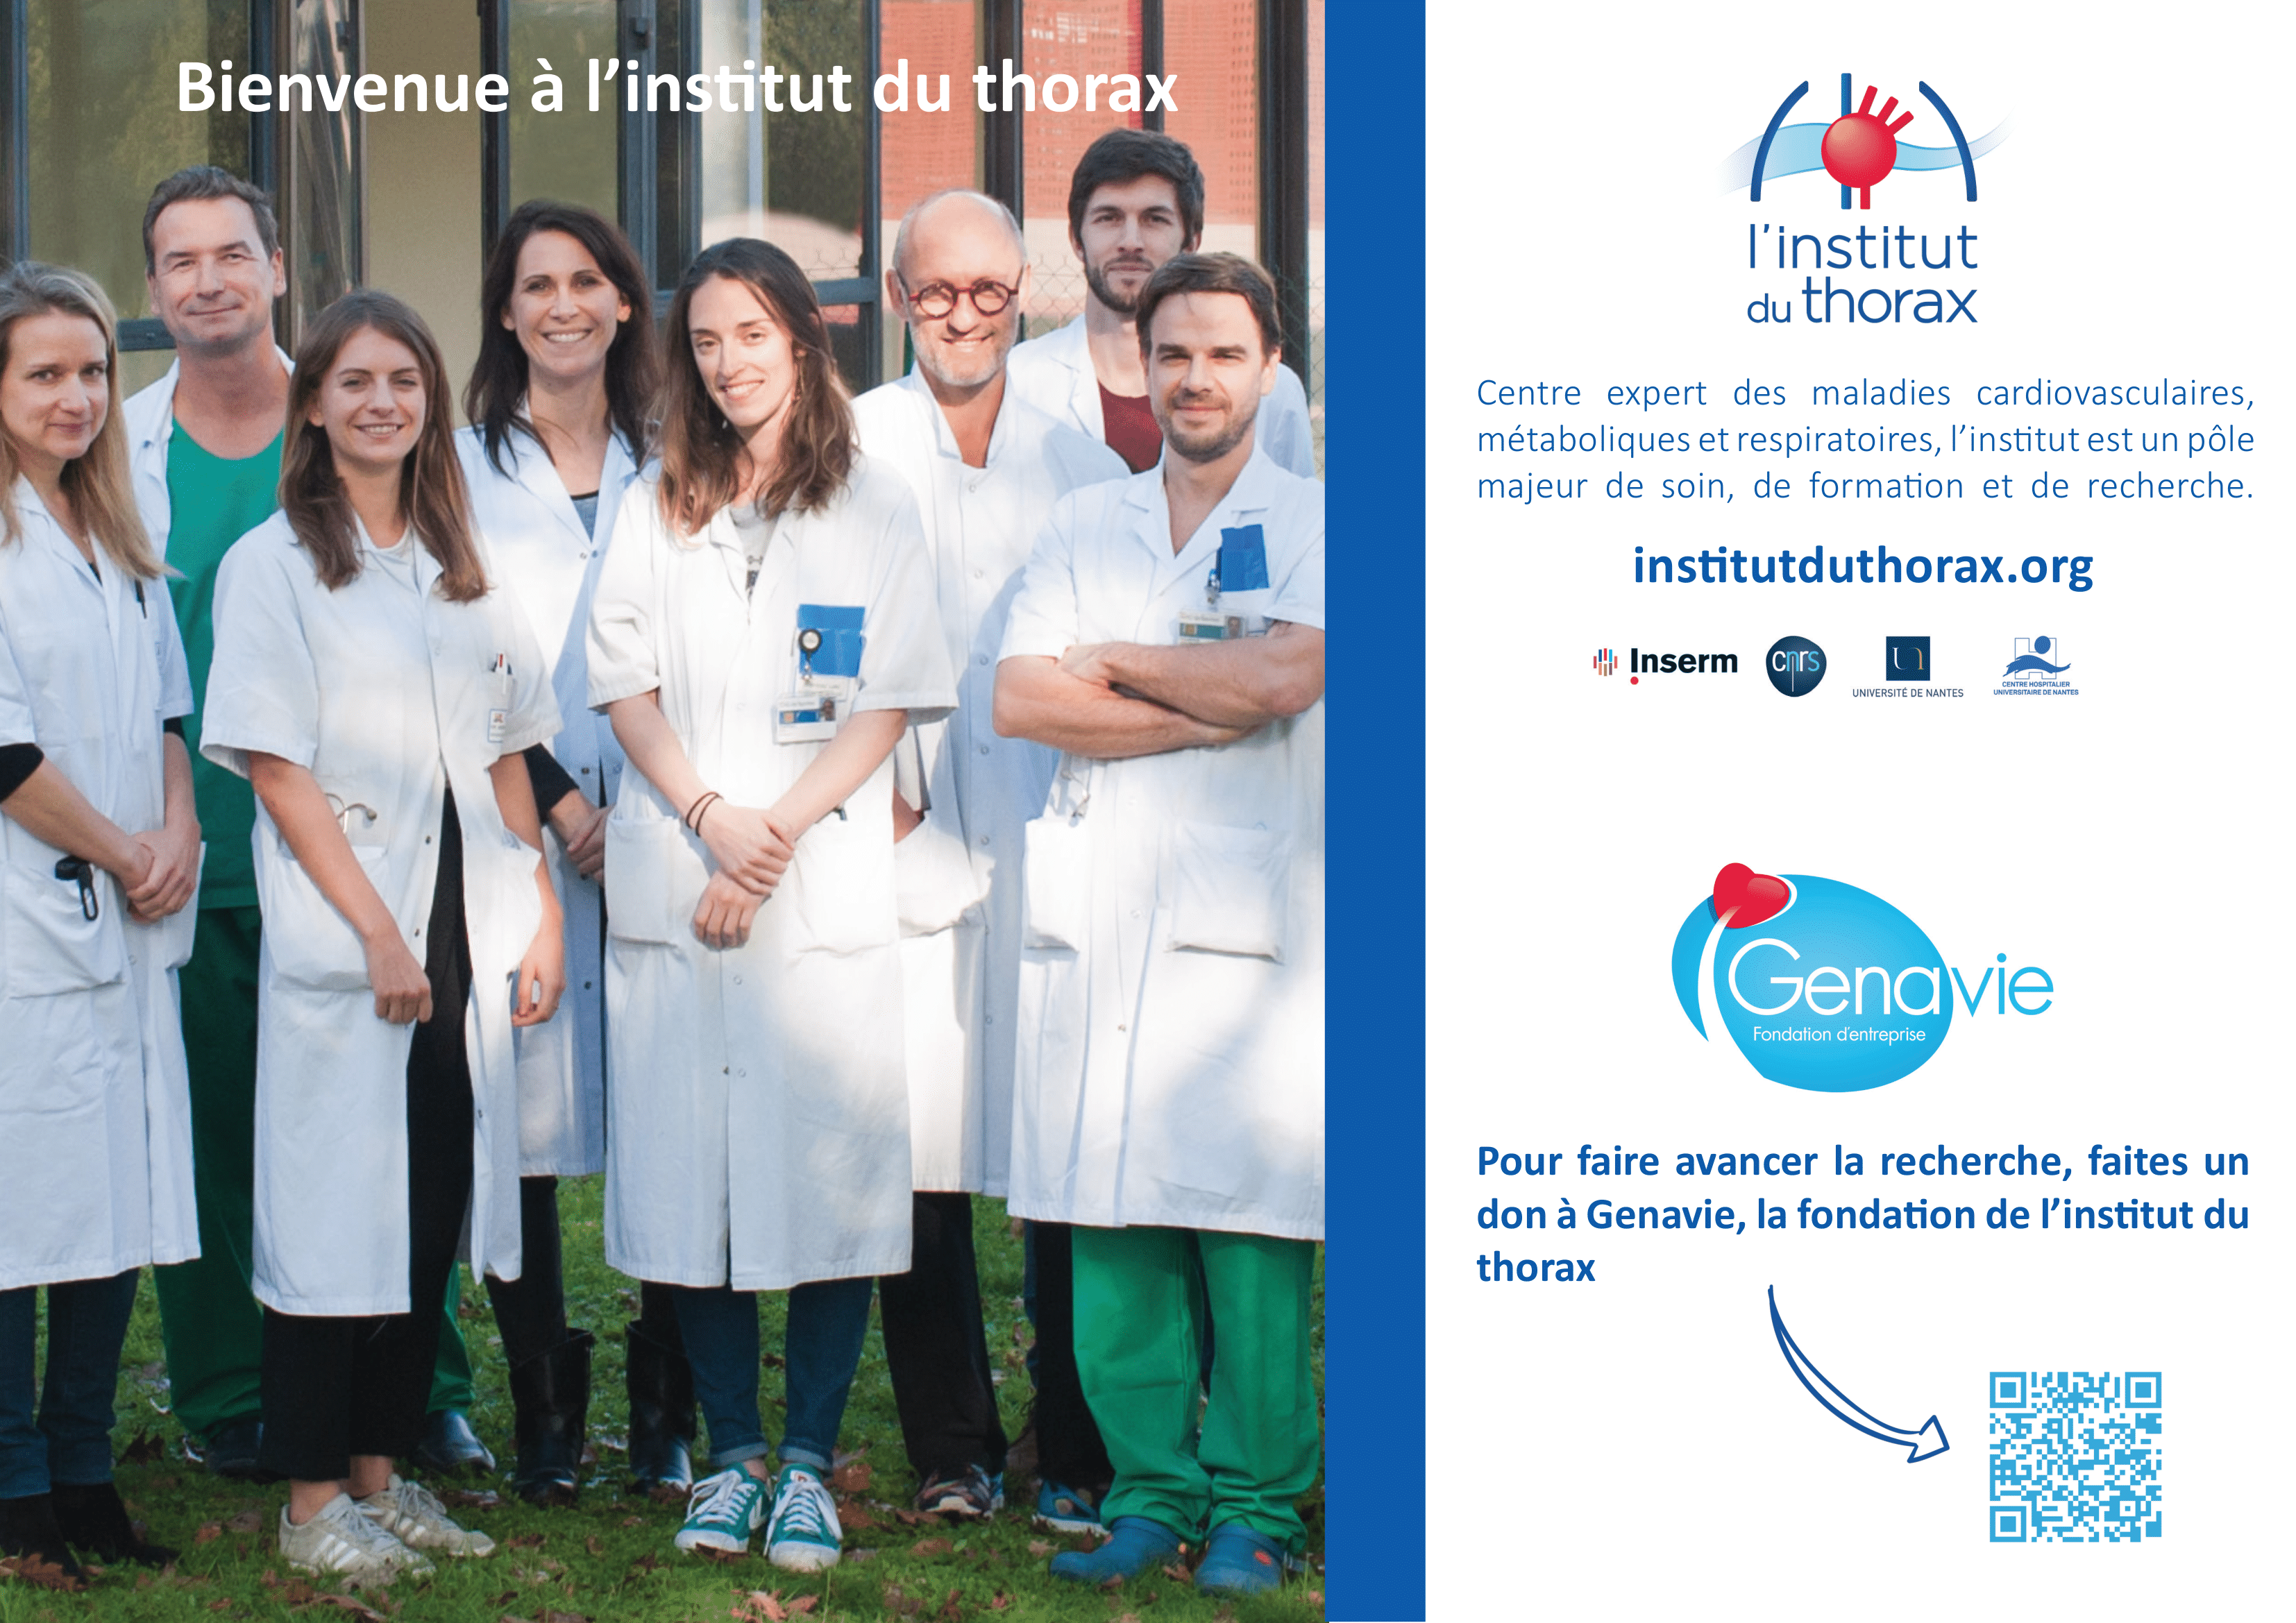 Bienvenue à l’institut du thorax
l’institut
du thorax
Centre expert des maladies cardiovasculaires,
métaboliques et respiratoires, l’institut est un pôle
majeur de soin, de formation et de recherche.
institutduthorax.org
Inserm
cnrs
UNIVERSITÉ DE NANTES
CENTRE HOSPITALIER
UNIVERSITAIRE DE NANTES
Genavie
Fondation d'entreprise
Pour faire avancer la recherche, faites un
don à Genavie, la fondation de l’institut du
thorax